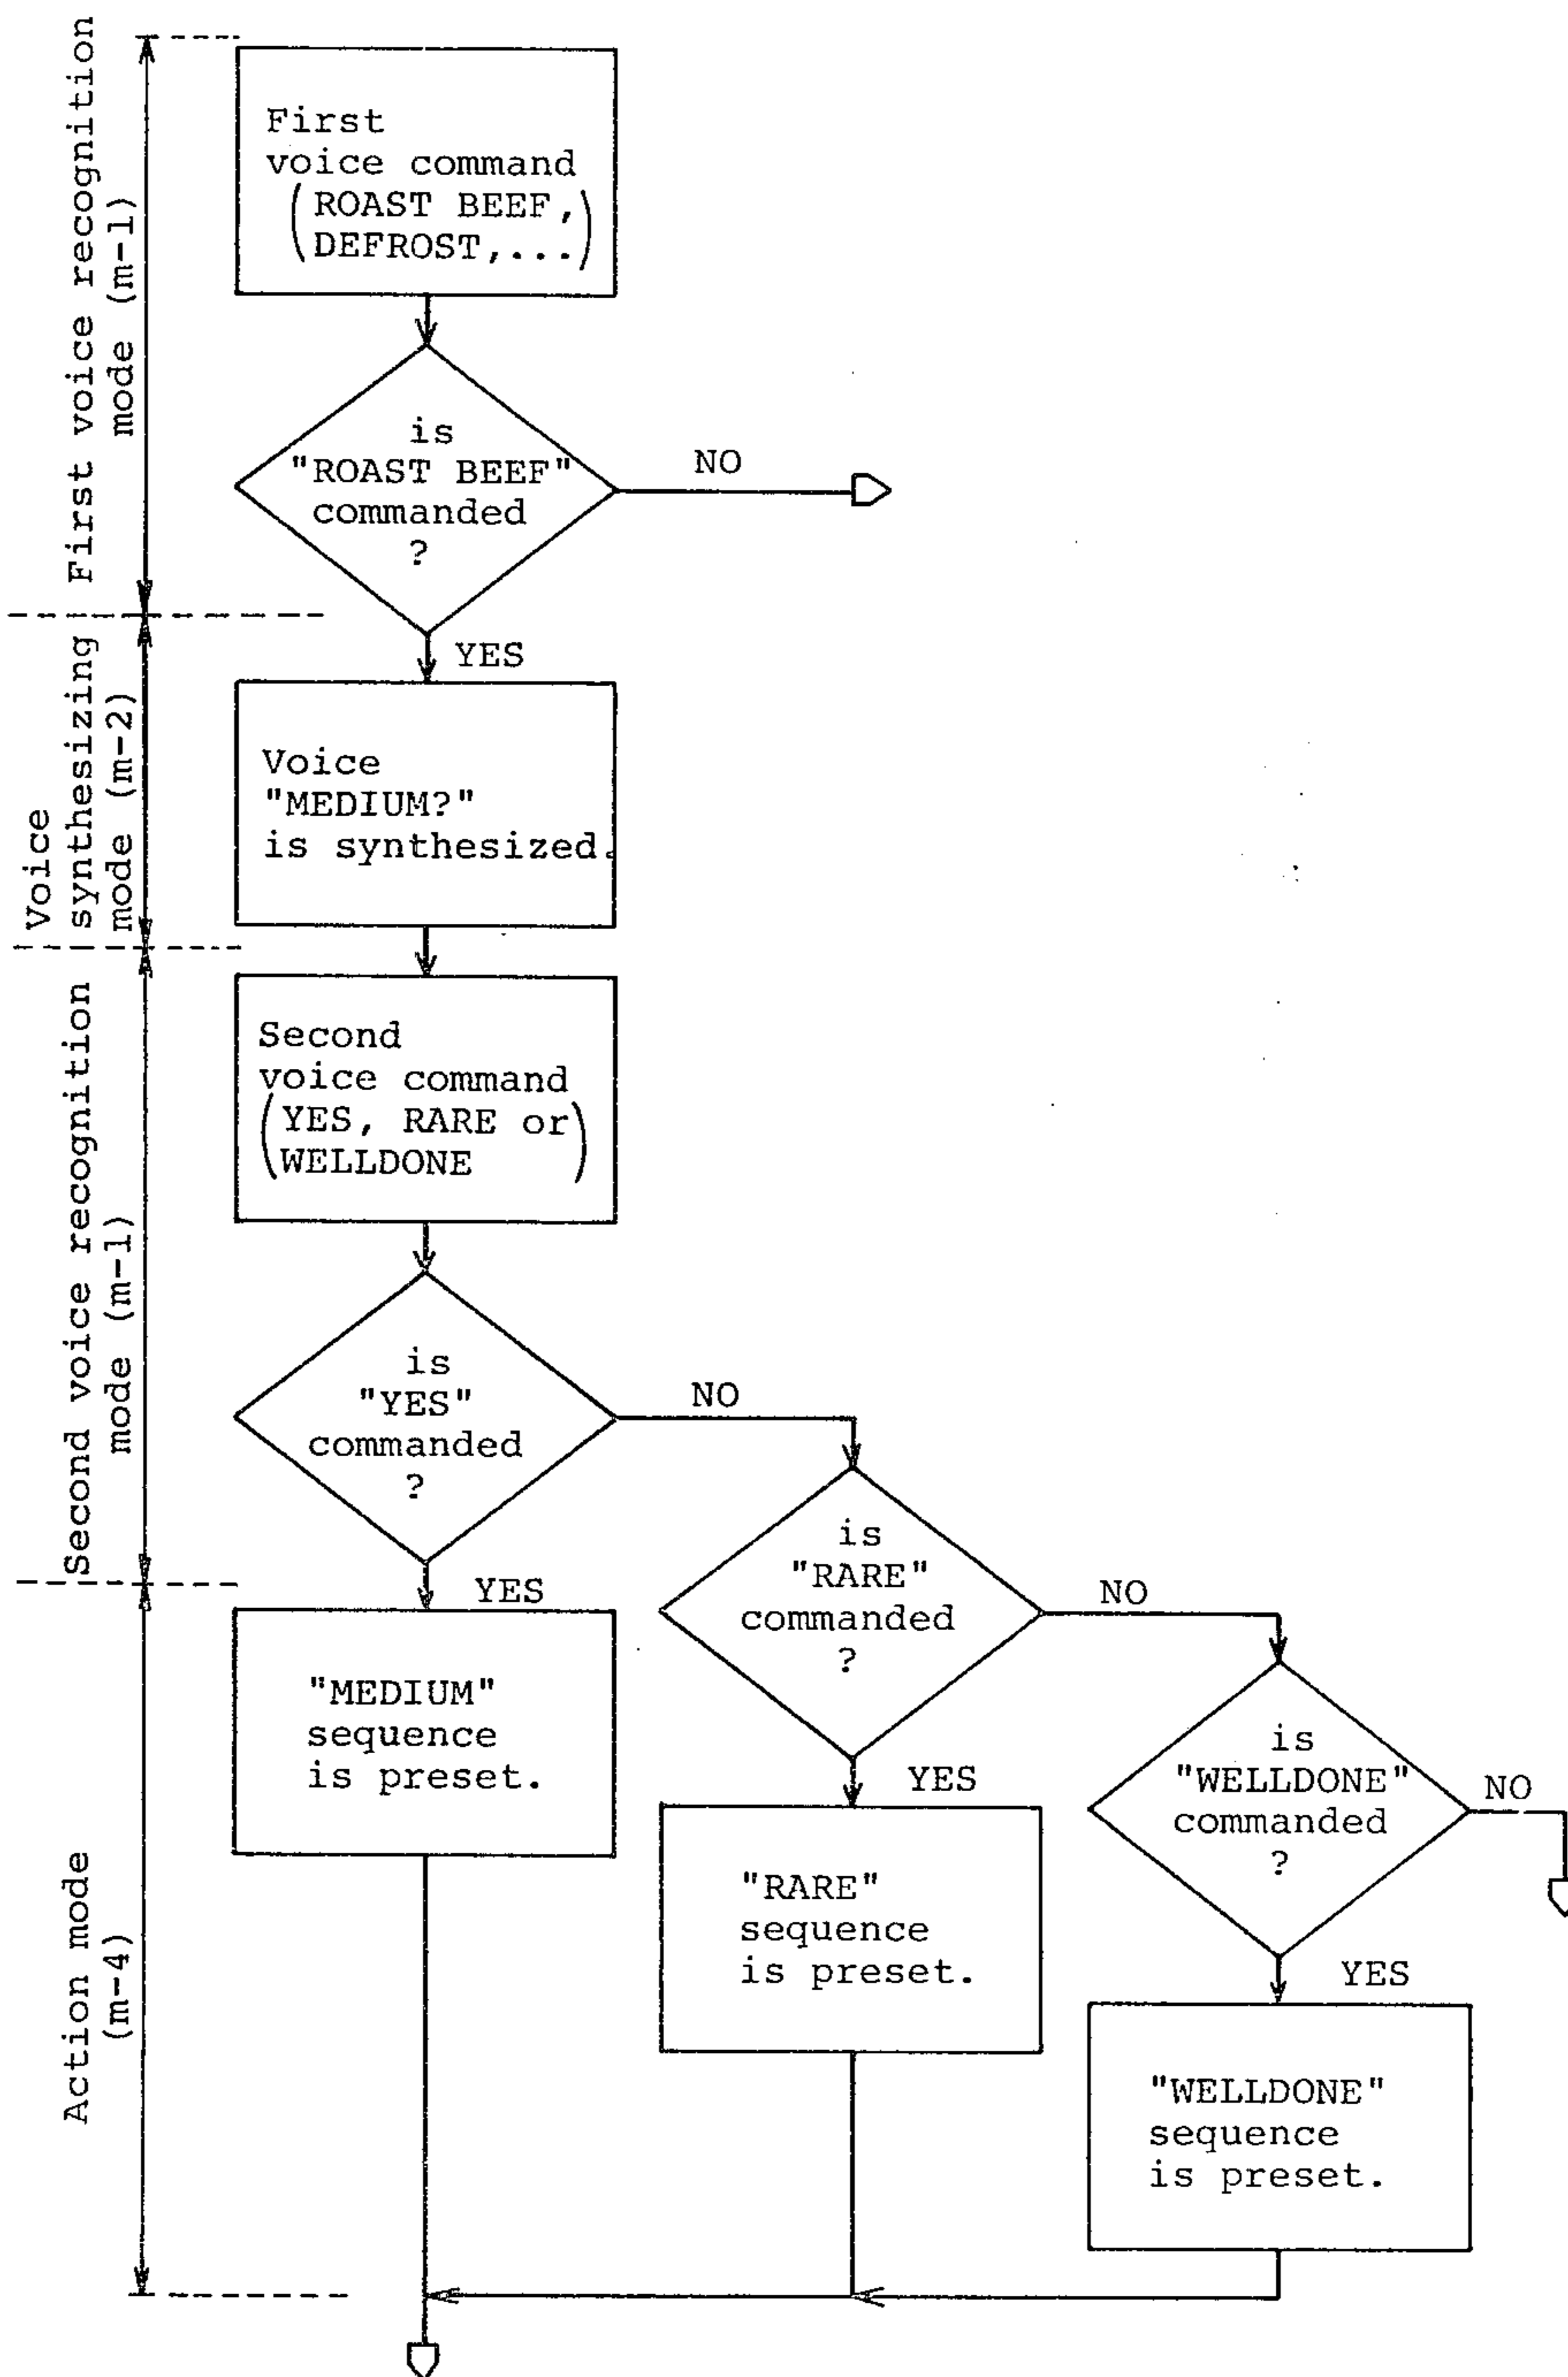 First voice recognition
mode (m-1)
First
voice command
(ROAST BEEF,
DEFROST,...)
is
"ROAST BEEF"
commanded
?
NO
YES
Voice
synthesizing
mode (m-2)
Voice
"MEDIUM?"
is synthesized.
Second voice recognition
mode (m-1)
Second
voice command
(YES, RARE or
WELLDONE)
is
"YES"
commanded
?
NO
YES
is
"RARE"
commanded
?
NO
YES
is
"WELLDONE"
commanded
?
NO
YES
Action mode
(m-4)
"MEDIUM"
sequence
is preset.
"RARE"
sequence
is preset.
"WELLDONE"
sequence
is preset.